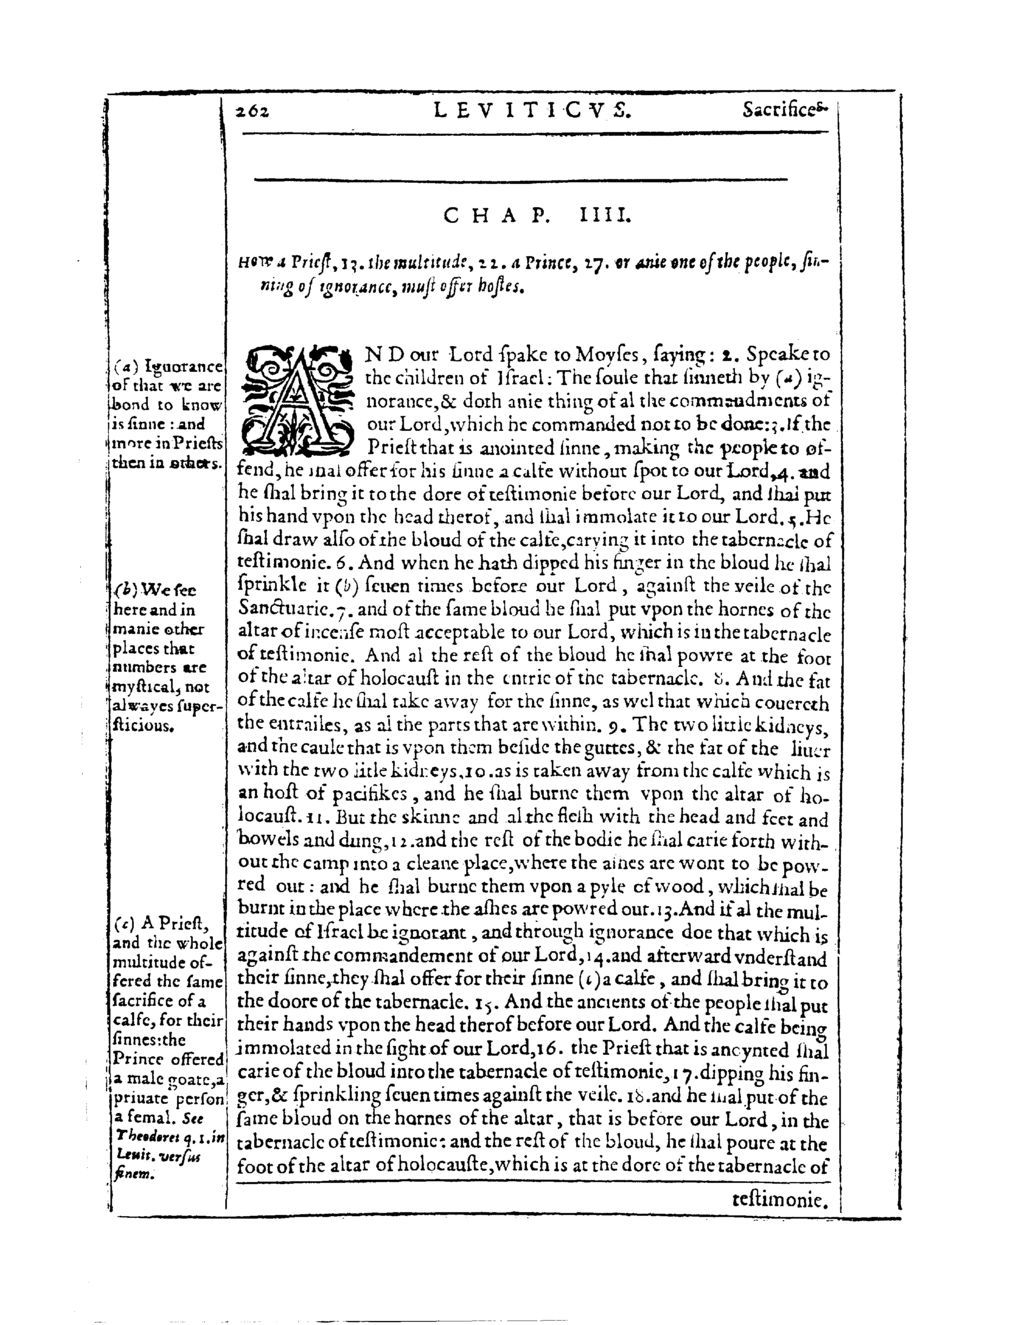 262 LEVITICVS. Sacrifice&
CHAP. IIII.
How a Prieſt, 13. the multitude, 22. a Prince, 27. or anie one of the people, ſin-
ning of ignorance, muſt offer hoſtes.
AND our Lord ſpake to Moyſes, ſaying: 2. Speake to
the children of Iſrael: The ſoule that ſinneth by (a) ig-
norance, & doth anie thing of al the commandments of
our Lord, which he commanded not to be done: 3. If the
Prieſt that is anointed ſinne, making the people to of-
fend, he ſhal offer for his ſinne a calfe without ſpot to our Lord, 4. and
he ſhal bring it to the dore of teſtimonie before our Lord, and ſhal put
his hand vpon the head therof, and ſhal immolate it to our Lord. 5. He
ſhal draw alſo of the bloud of the calfe, carying it into the tabernacle of
teſtimonie. 6. And when he hath dipped his finger in the bloud he ſhal
ſprinkle it (b) ſeuen times before our Lord, againſt the veile of the
Sanctuarie. 7. and of the ſame bloud he ſhal put vpon the hornes of the
altar of incenſe moſt acceptable to our Lord, which is in the tabernacle
of teſtimonie. And al the reſt of the bloud he ſhal powre at the foot
of the altar of holocauſt in the entrie of the tabernacle. 8. And the fat
of the calfe he ſhal take away for the ſinne, as wel that which couereth
the entrailes, as al the parts that are within. 9. The two litle kidneys,
and the caule that is vpon them beſide the guttes, & the fat of the liuer
with the two litle kidneys, 10. as is taken away from the calfe which is
an hoſt of pacifikes, and he ſhal burne them vpon the altar of ho-
locauſt. 11. But the skinne and al the fleſh with the head and feet and
bowels and dung, 12. and the reſt of the bodie he ſhal carie forth with-
out the camp into a cleane place, where the aſhes are wont to be pow-
red out: and he ſhal burne them vpon a pyle of wood, which ſhal be
burnt in the place where the aſhes are powred out. 13. And if al the mul-
titude of Iſrael be ignorant, and through ignorance doe that which is
againſt the commandement of our Lord, 14. and afterward vnderſtand
their ſinne, they ſhal offer for their ſinne (c) a calfe, and ſhal bring it to
the doore of the tabernacle. 15. And the ancients of the people ſhal put
their hands vpon the head therof before our Lord. And the calfe being
immolated in the ſight of our Lord, 16. the Prieſt that is anoynted ſhal
carie of the bloud into the tabernacle of teſtimonie, 17. dipping his fin-
ger, & ſprinkling ſeuen times againſt the veile. 18. and he ſhal put of the
ſame bloud on the hornes of the altar, that is before our Lord, in the
tabernacle of teſtimonie: and the reſt of the bloud, he ſhal poure at the
foot of the altar of holocauſte, which is at the dore of the tabernacle of
teſtimonie.
(a) Ignorance
of that we are
bond to know
is ſinne: and
more in Prieſts
then in others.
(b) We ſee
here and in
manie other
places that
numbers are
myſtical, not
alwayes ſuper-
ſticious.
(c) A Prieſt,
and the whole
multitude of-
fered the ſame
ſacrifice of a
calfe, for their
ſinnes: the
Prince offered
a male goate, a
priuate perſon
a femal. See
Theodoret q. 1. in
Leuit. verſus
finem.